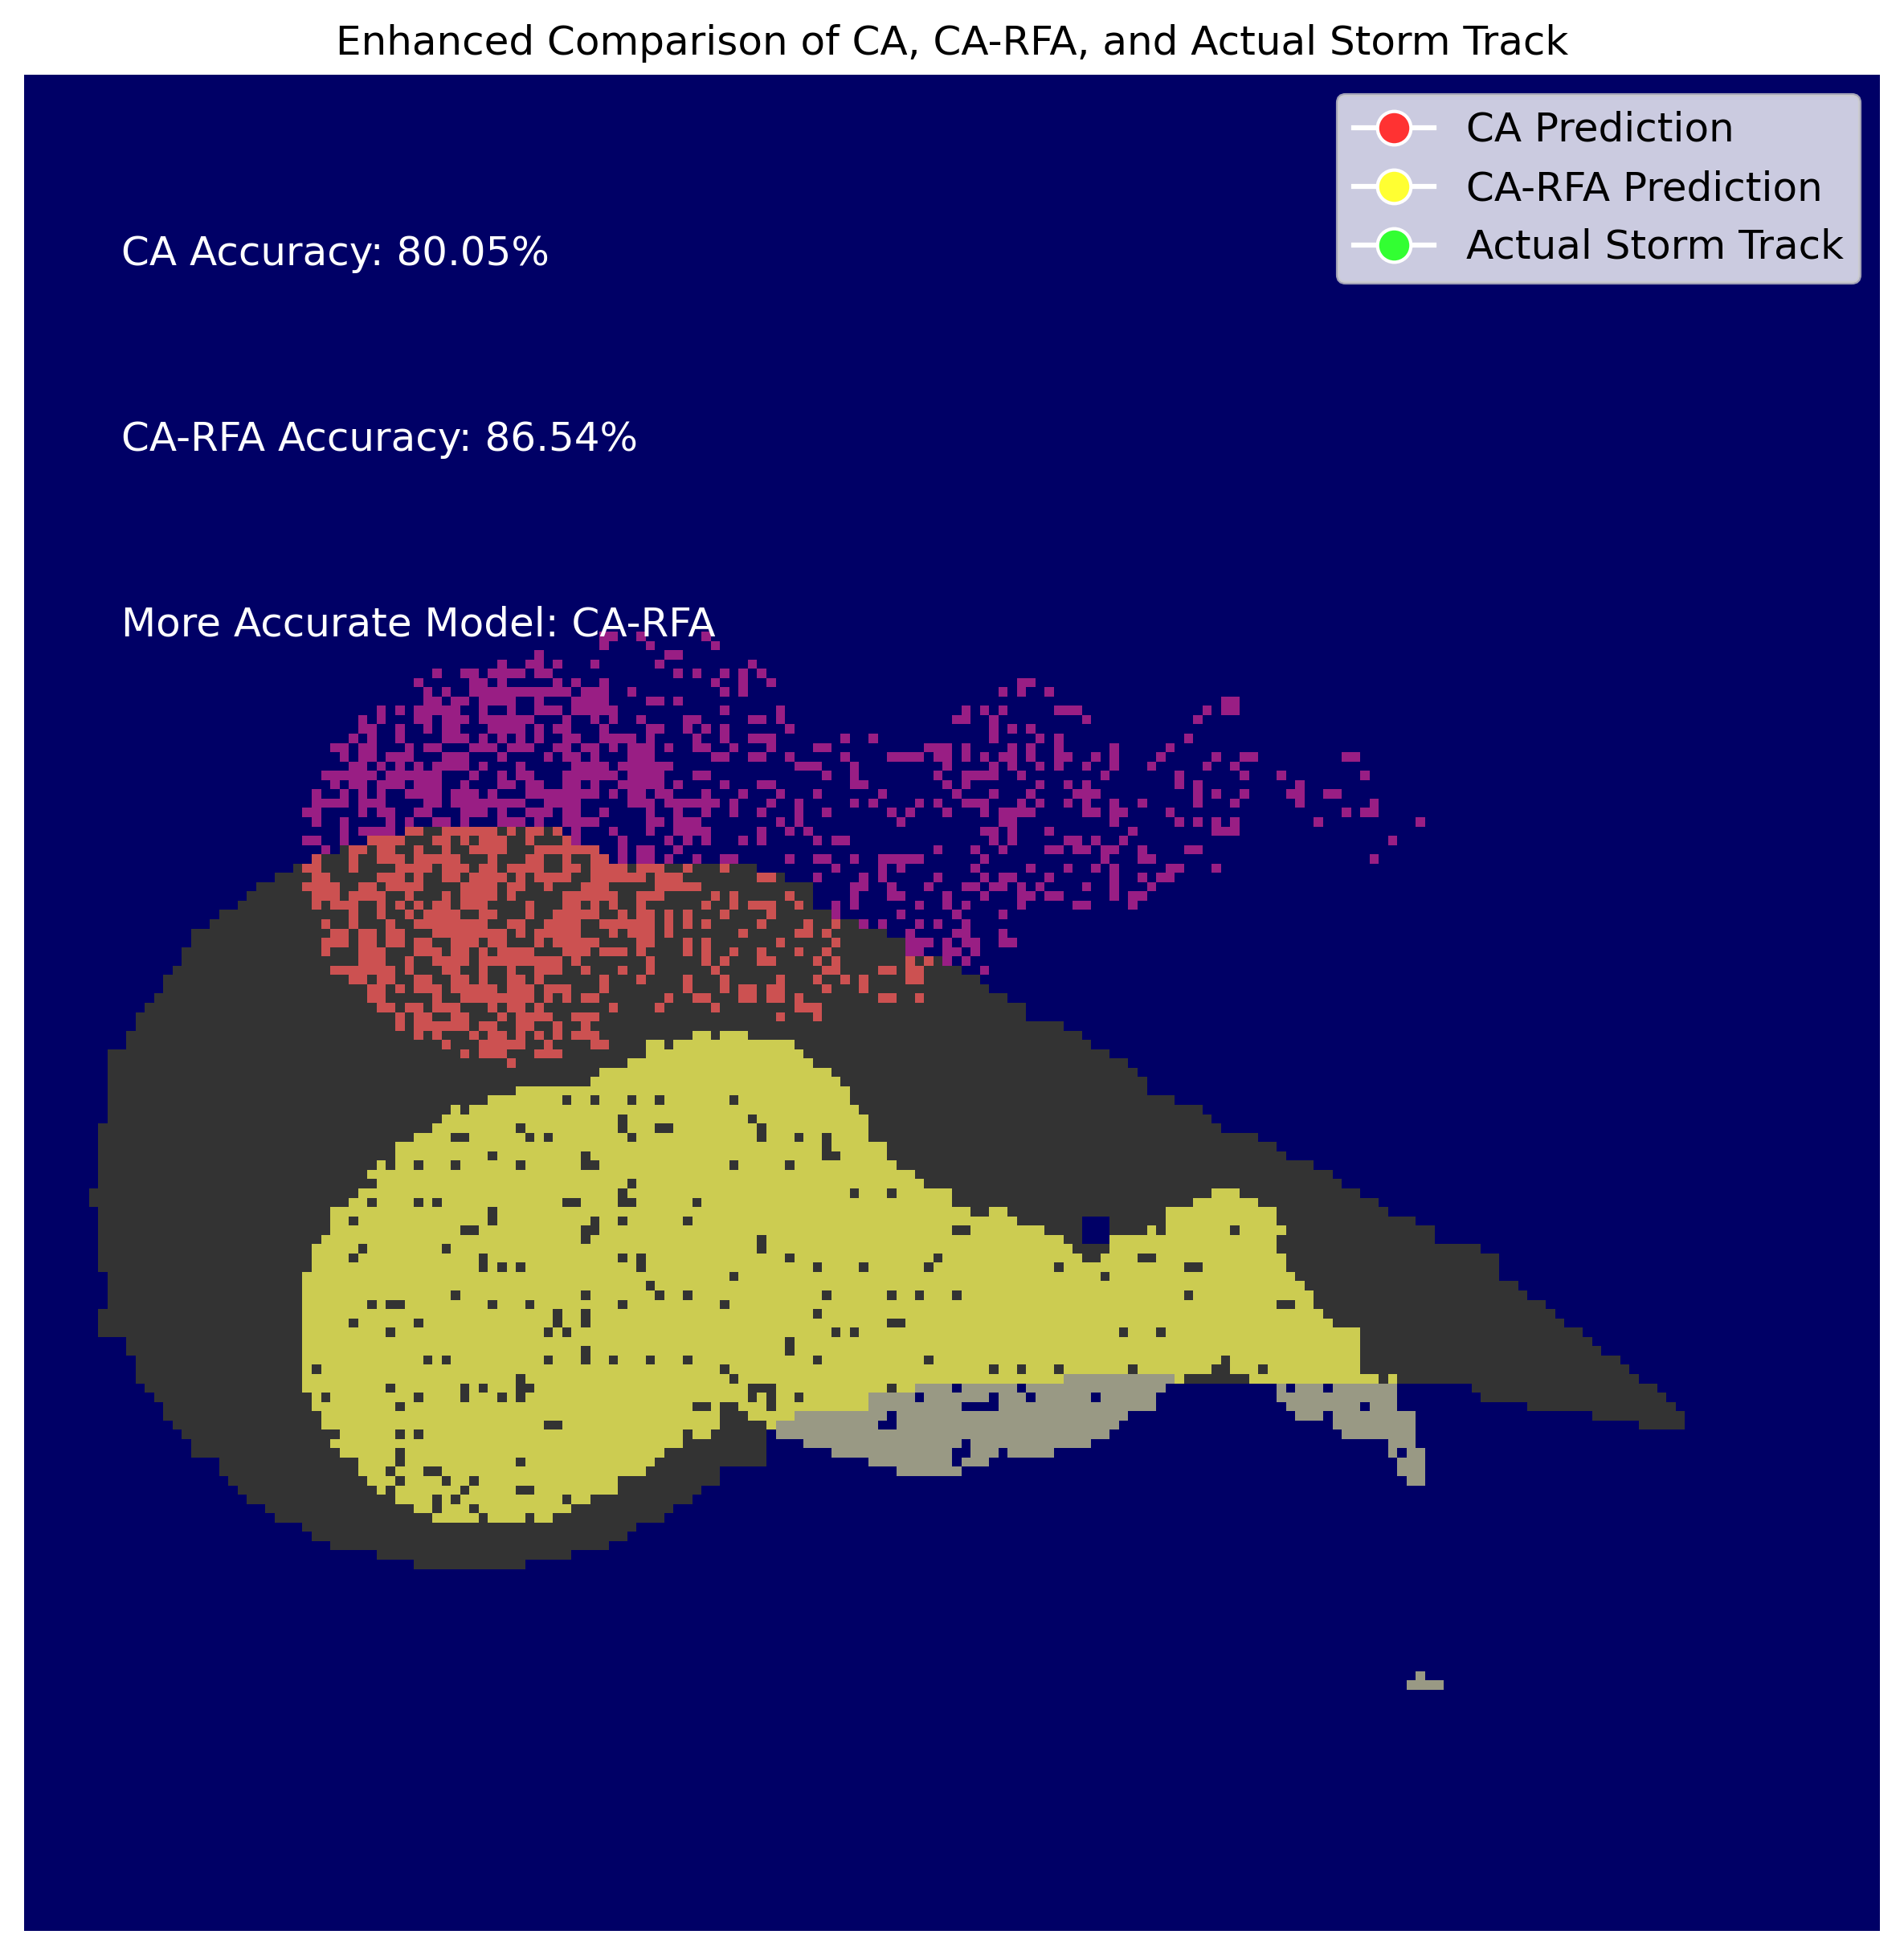 Enhanced Comparison of CA, CA-RFA, and Actual Storm Track
CA Prediction
CA-RFA Prediction
Actual Storm Track
CA Accuracy: 80.05%
CA-RFA Accuracy: 86.54%
More Accurate Model: CA-RFA